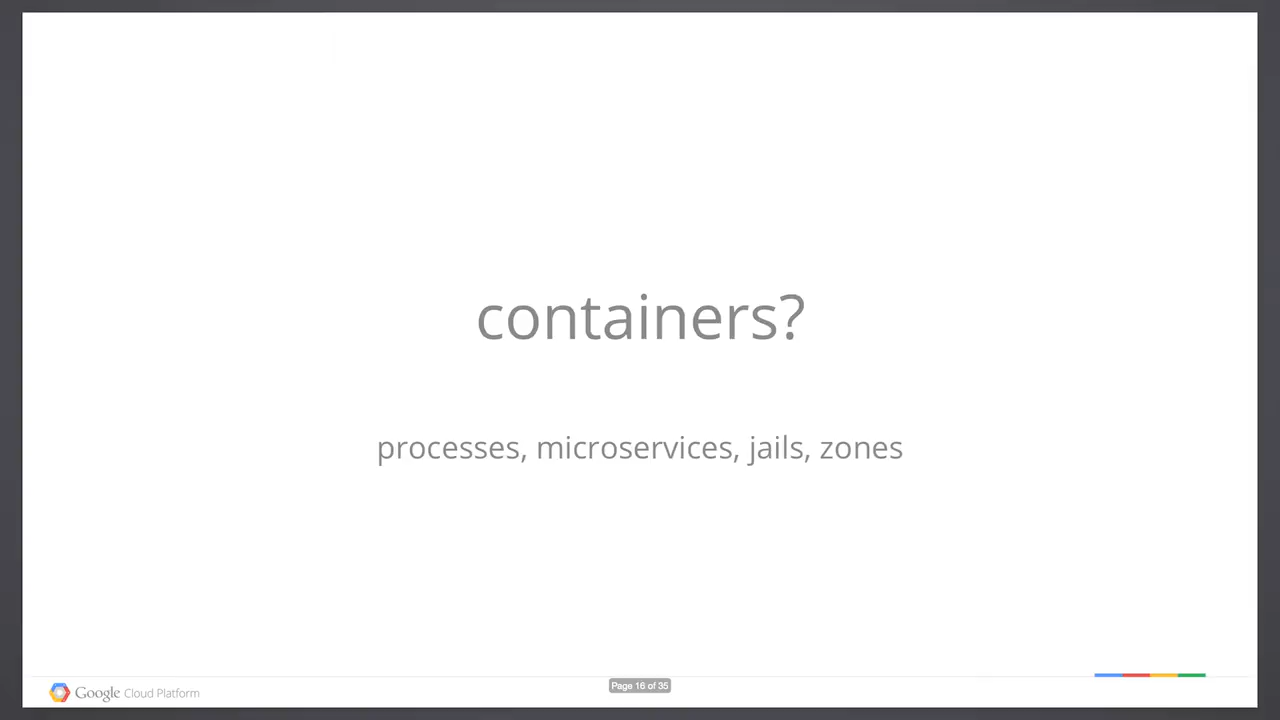 containers?
processes, microservices, jails, zones
Google Cloud Platform
Page 16 of 35